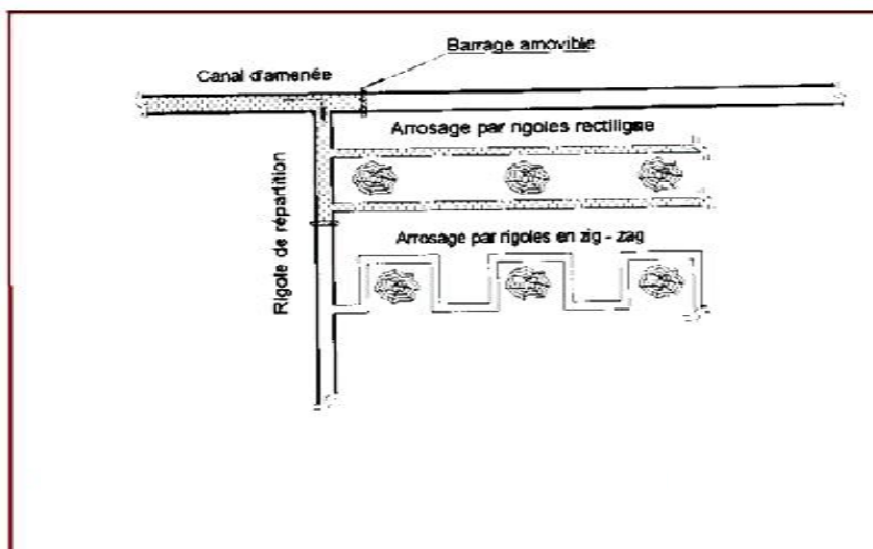 Barrage amovible
Canal d'amenée
Arrosage par rigoles rectiligne
Rigole de répartition
Arrosage par rigoles en zig - zag